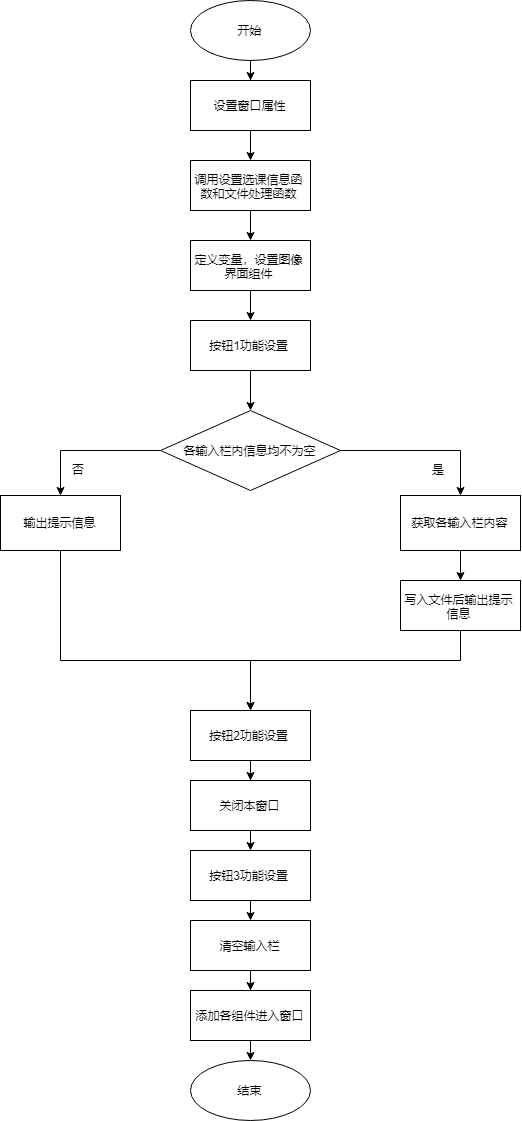 开始
设置窗口属性
调用设置选课信息函
数和文件处理函数
定义变量，设置图像
界面组件
按钮1功能设置
各输入栏内信息均不为空
否
是
输出提示信息
获取各输入栏内容
写入文件后输出提示
信息
按钮2功能设置
关闭本窗口
按钮3功能设置
清空输入栏
添加各组件进入窗口
结束